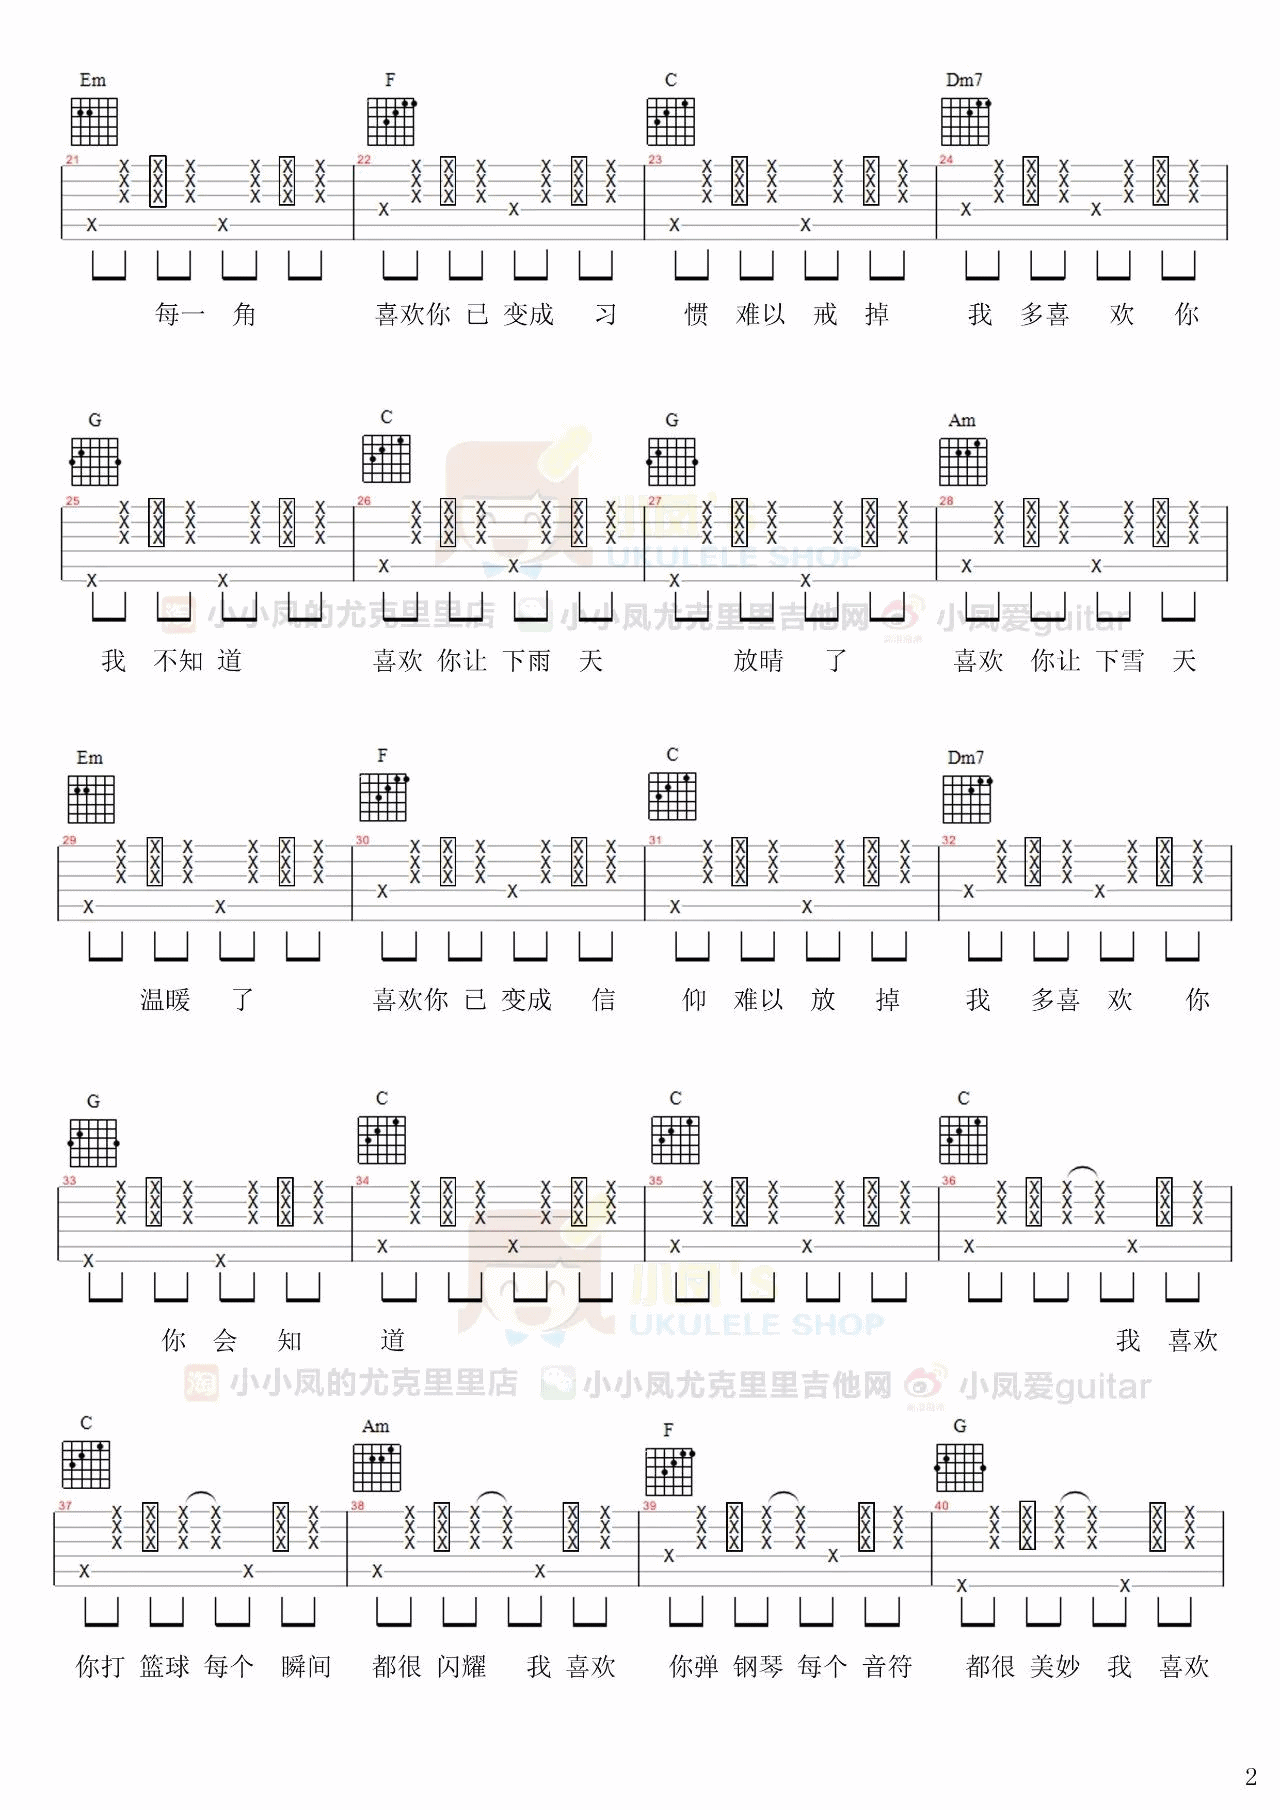 Em F C Dm7
21 22 23 24
每一 角 喜欢你 已 变成 习 惯 难以 戒 掉 我 多喜 欢 你
G C G Am
25 26 27 28
小凤's
UKULELE SHOP
淘 小小凤的尤克里里店 小小凤尤克里里吉他网 小凤爱guitar
我 不知 道 喜欢 你让 下雨 天 放晴 了 喜欢 你让 下雪 天
Em F C Dm7
29 30 31 32
温暖 了 喜欢你 已 变成 信 仰 难以 放 掉 我 多喜 欢 你
G C C C
33 34 35 36
小凤's
UKULELE SHOP
你 会 知 道 我 喜欢
淘 小小凤的尤克里里店 小小凤尤克里里吉他网 小凤爱guitar
C Am F G
37 38 39 40
你打 篮球 每个 瞬间 都很 闪耀 我 喜欢 你弹 钢琴 每个 音符 都很 美妙 我 喜欢
2